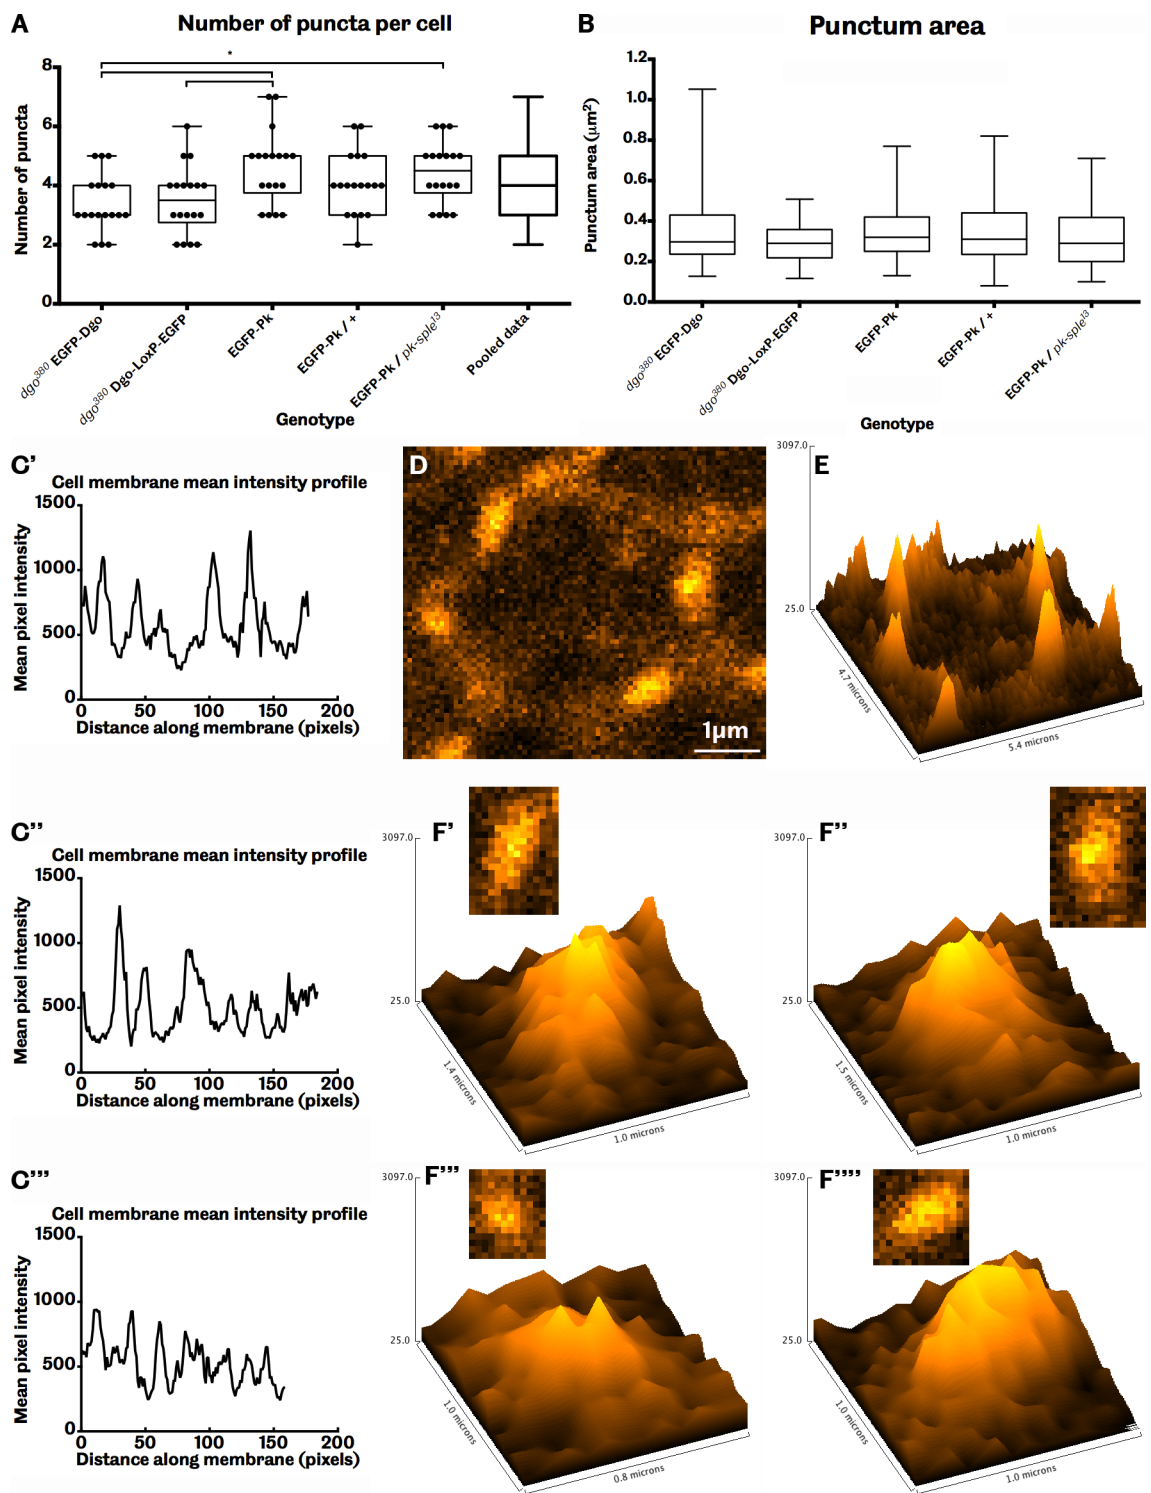 A
Number of puncta per cell
*
Number of puncta
8
6
4
2
0
dgo³⁸⁰ EGFP-Dgo
dgo³⁸⁰ Dgo-LoxP-EGFP
EGFP-Pk
EGFP-Pk / +
EGFP-Pk / pk-sple¹³
Pooled data
Genotype
B
Punctum area
Punctum area (µm²)
1.2
1.0
0.8
0.6
0.4
0.2
0.0
dgo³⁸⁰ EGFP-Dgo
dgo³⁸⁰ Dgo-LoxP-EGFP
EGFP-Pk
EGFP-Pk / +
EGFP-Pk / pk-sple¹³
Genotype
C’
Cell membrane mean intensity profile
Mean pixel intensity
1500
1000
500
0
0 50 100 150 200
Distance along membrane (pixels)
D
1µm
E
3097.0
25.0
4.7 microns
5.4 microns
C’’
Cell membrane mean intensity profile
Mean pixel intensity
1500
1000
500
0
0 50 100 150 200
Distance along membrane (pixels)
F’
3097.0
25.0
1.4 microns
1.0 microns
F’’
3097.0
25.0
1.5 microns
1.0 microns
C’’’
Cell membrane mean intensity profile
Mean pixel intensity
1500
1000
500
0
0 50 100 150 200
Distance along membrane (pixels)
F’’’
3097.0
25.0
1.0 microns
0.8 microns
F’’’’
3097.0
25.0
1.0 microns
1.0 microns